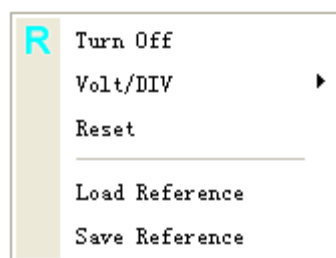 R Turn Off
Volt/DIV
Reset
Load Reference
Save Reference